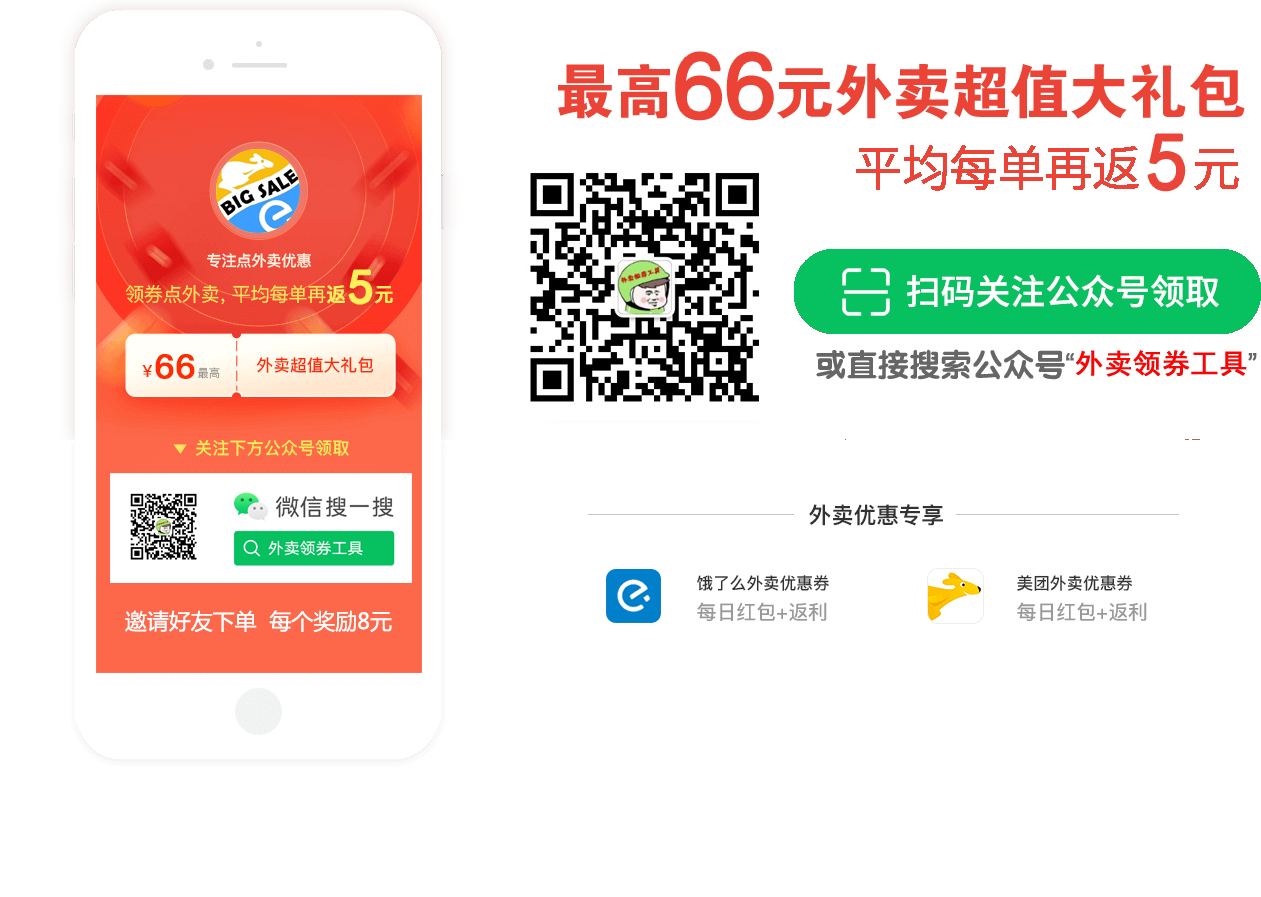 BIG SALE
专注点外卖优惠
领券点外卖, 平均每单再返5元
¥66最高
外卖超值大礼包
关注下方公众号领取
微信搜一搜
外卖领券工具
邀请好友下单 每个奖励8元
最高66元外卖超值大礼包
平均每单再返5元
外卖领券工具
扫码关注公众号领取
或直接搜索公众号“外卖领券工具”
外卖优惠专享
饿了么外卖优惠券
每日红包+返利
美团外卖优惠券
每日红包+返利